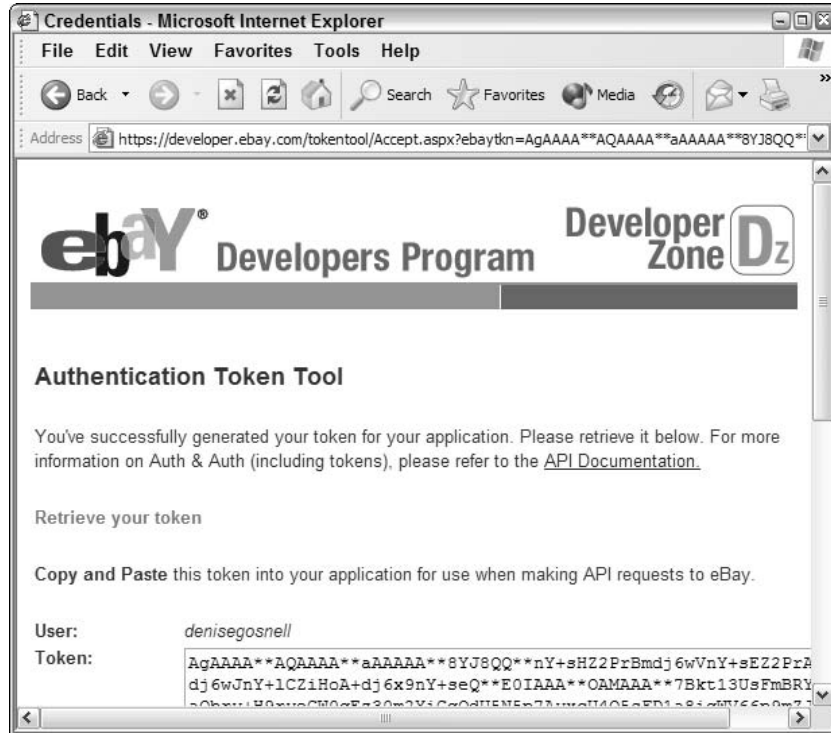 Credentials - Microsoft Internet Explorer
File Edit View Favorites Tools Help
Back Search Favorites Media »
Address https://developer.ebay.com/tokentool/Accept.aspx?ebaytkn=AgAAAA**AQAAAA**aAAAAA**8YJ8QQ*
ebaY® Developers Program
Developer Zone Dz
Authentication Token Tool
You've successfully generated your token for your application. Please retrieve it below. For more
information on Auth & Auth (including tokens), please refer to the API Documentation.
Retrieve your token
Copy and Paste this token into your application for use when making API requests to eBay.
User: denisegosnell
Token: AgAAAA**AQAAAA**aAAAAA**8YJ8QQ**nY+sHZ2PrBmdj6wVnY+sEZ2PrA
dj6wJnY+lCZiHoA+dj6x9nY+seQ**E0IAAA**OAMAAA**7Bkt13UsFmBRY